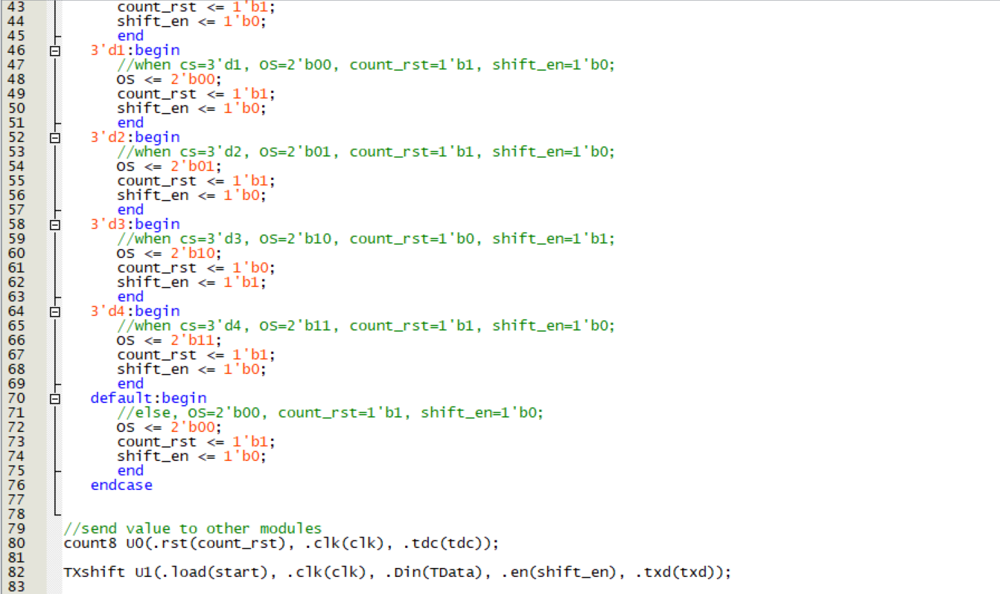 43 count_rst <= 1'b1;
44 shift_en <= 1'b0;
45 end
46 3'd1:begin
47 //when cs=3'd1, OS=2'b00, count_rst=1'b1, shift_en=1'b0;
48 OS <= 2'b00;
49 count_rst <= 1'b1;
50 shift_en <= 1'b0;
51 end
52 3'd2:begin
53 //when cs=3'd2, OS=2'b01, count_rst=1'b1, shift_en=1'b0;
54 OS <= 2'b01;
55 count_rst <= 1'b1;
56 shift_en <= 1'b0;
57 end
58 3'd3:begin
59 //when cs=3'd3, OS=2'b10, count_rst=1'b0, shift_en=1'b1;
60 OS <= 2'b10;
61 count_rst <= 1'b0;
62 shift_en <= 1'b1;
63 end
64 3'd4:begin
65 //when cs=3'd4, OS=2'b11, count_rst=1'b1, shift_en=1'b0;
66 OS <= 2'b11;
67 count_rst <= 1'b1;
68 shift_en <= 1'b0;
69 end
70 default:begin
71 //else, OS=2'b00, count_rst=1'b1, shift_en=1'b0;
72 OS <= 2'b00;
73 count_rst <= 1'b1;
74 shift_en <= 1'b0;
75 end
76 endcase
77
78
79 //send value to other modules
80 count8 U0(.rst(count_rst), .clk(clk), .tdc(tdc));
81
82 TXshift U1(.load(start), .clk(clk), .Din(TData), .en(shift_en), .txd(txd));
83